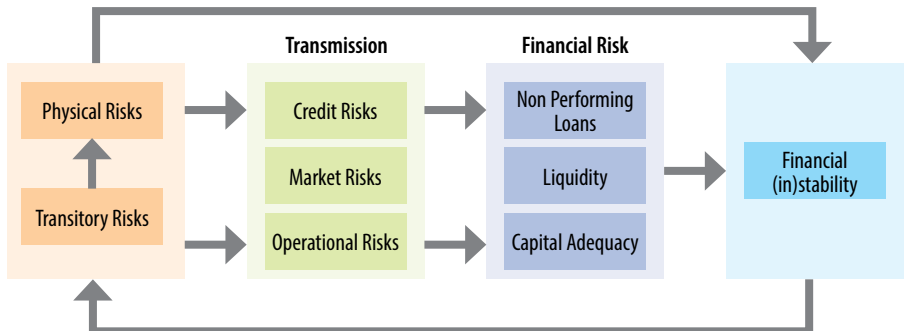 Transmission
Financial Risk
Physical Risks
Transitory Risks
Credit Risks
Market Risks
Operational Risks
Non Performing
Loans
Liquidity
Capital Adequacy
Financial
(in)stability